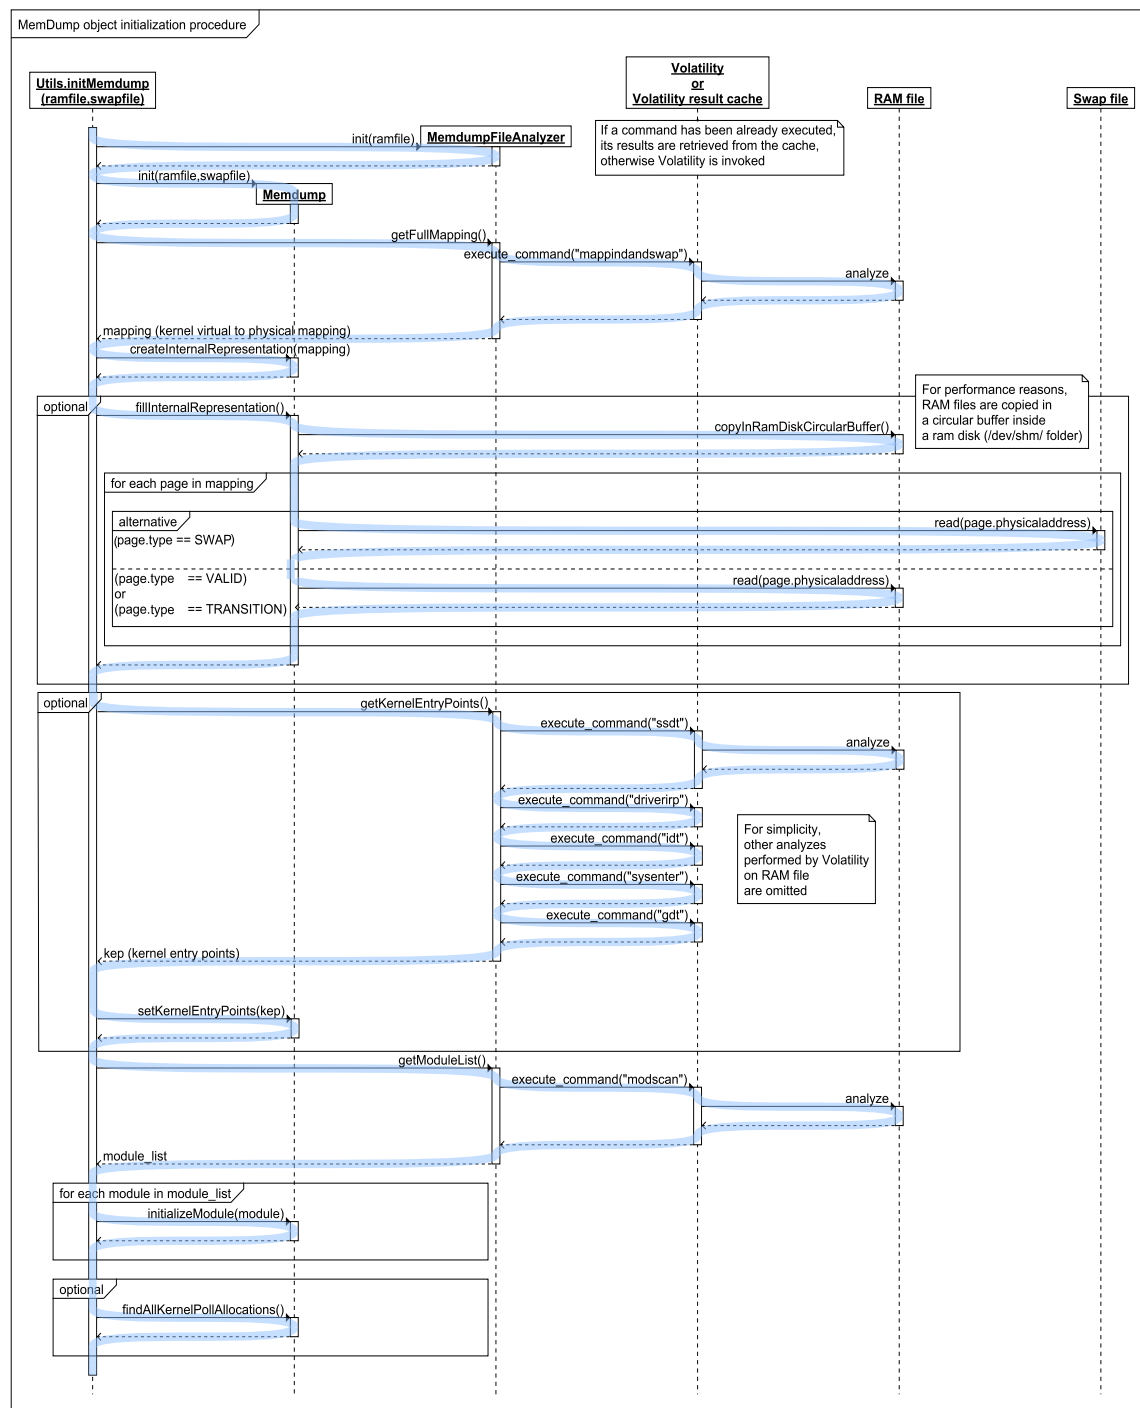 MemDump object initialization procedure
Utils.initMemdump
(ramfile,swapfile)
Volatility
or
Volatility result cache
RAM file
Swap file
If a command has been already executed,
its results are retrieved from the cache,
otherwise Volatility is invoked
init(ramfile)
MemdumpFileAnalyzer
init(ramfile,swapfile)
Memdump
getFullMapping()
execute_command("mappindandswap")
analyze
mapping (kernel virtual to physical mapping)
createInternalRepresentation(mapping)
For performance reasons,
RAM files are copied in
a circular buffer inside
a ram disk (/dev/shm/ folder)
optional
fillInternalRepresentation()
copyInRamDiskCircularBuffer()
for each page in mapping
alternative
(page.type == SWAP)
read(page.physicaladdress)
(page.type == VALID)
or
(page.type == TRANSITION)
read(page.physicaladdress)
optional
getKernelEntryPoints()
execute_command("ssdt")
analyze
execute_command("driverirp")
For simplicity,
other analyzes
performed by Volatility
on RAM file
are omitted
execute_command("idt")
execute_command("sysenter")
execute_command("gdt")
kep (kernel entry points)
setKernelEntryPoints(kep)
getModuleList()
execute_command("modscan")
analyze
module_list
for each module in module_list
initializeModule(module)
optional
findAllKernelPollAllocations()